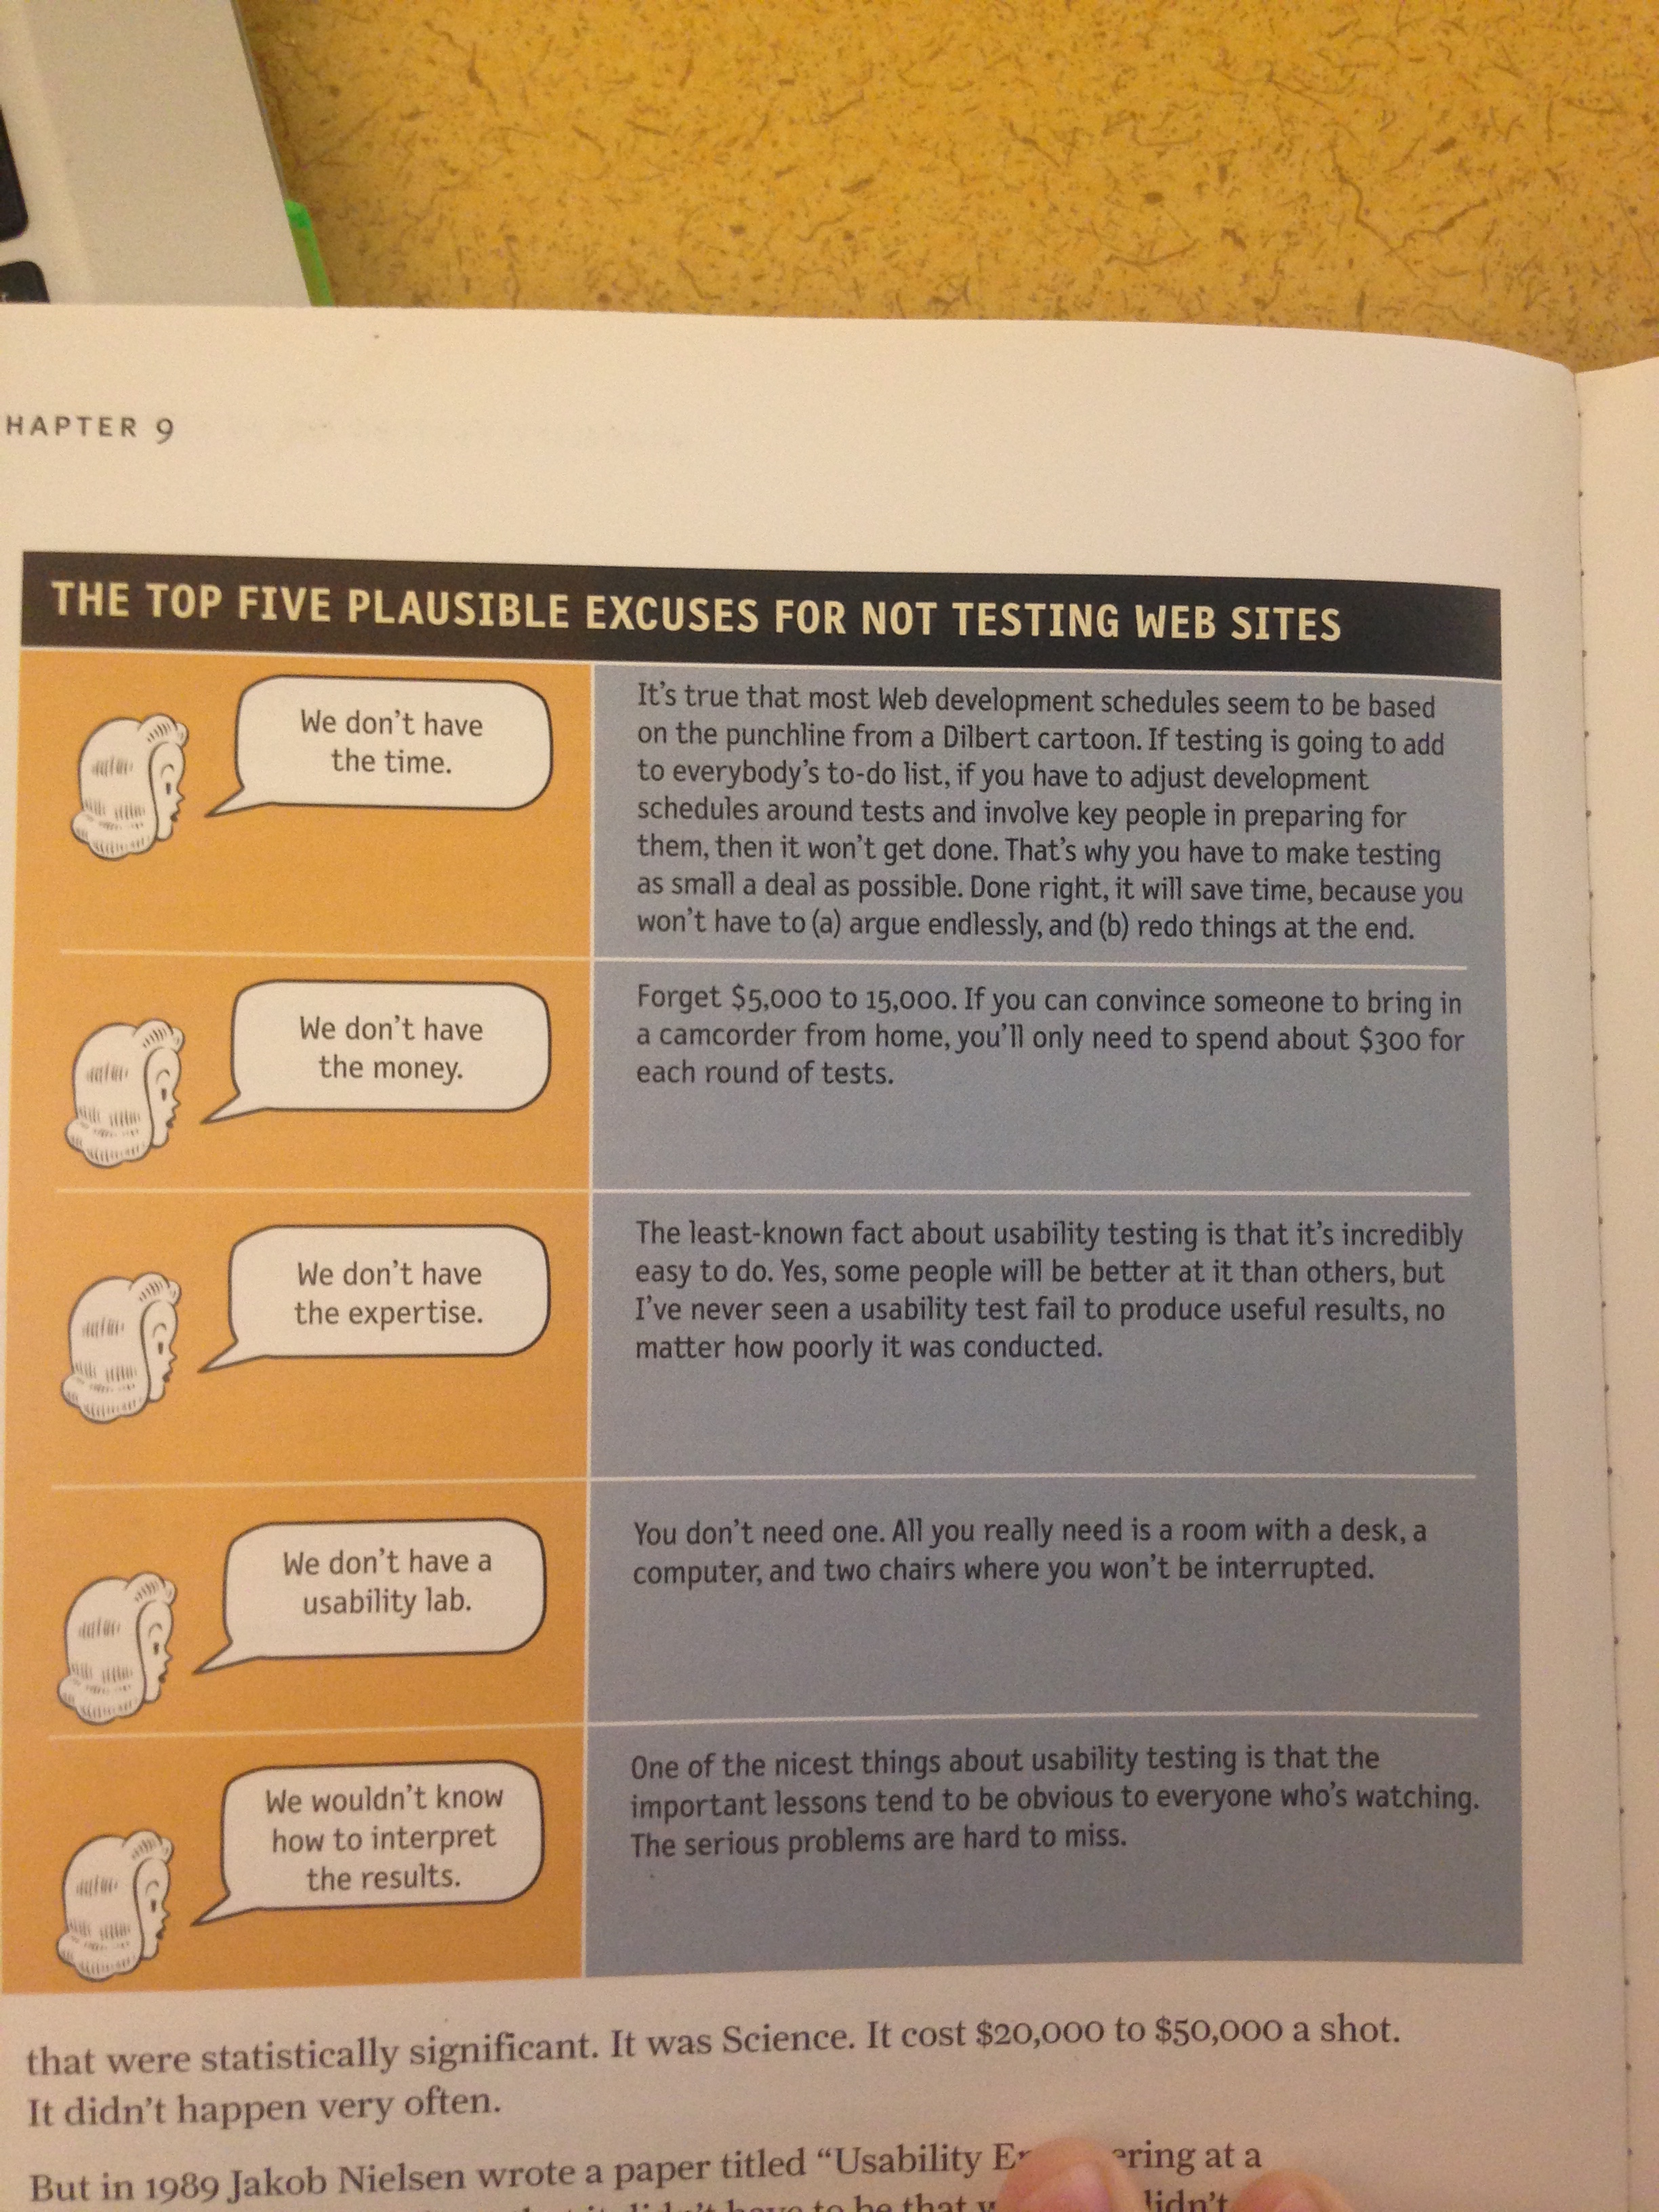 HAPTER 9
THE TOP FIVE PLAUSIBLE EXCUSES FOR NOT TESTING WEB SITES
We don't have
the time.
It's true that most Web development schedules seem to be based
on the punchline from a Dilbert cartoon. If testing is going to add
to everybody's to-do list, if you have to adjust development
schedules around tests and involve key people in preparing for
them, then it won't get done. That's why you have to make testing
as small a deal as possible. Done right, it will save time, because you
won't have to (a) argue endlessly, and (b) redo things at the end.
We don't have
the money.
Forget $5,000 to 15,000. If you can convince someone to bring in
a camcorder from home, you'll only need to spend about $300 for
each round of tests.
We don't have
the expertise.
The least-known fact about usability testing is that it's incredibly
easy to do. Yes, some people will be better at it than others, but
I've never seen a usability test fail to produce useful results, no
matter how poorly it was conducted.
We don't have a
usability lab.
You don't need one. All you really need is a room with a desk, a
computer, and two chairs where you won't be interrupted.
We wouldn't know
how to interpret
the results.
One of the nicest things about usability testing is that the
important lessons tend to be obvious to everyone who's watching.
The serious problems are hard to miss.
that were statistically significant. It was Science. It cost $20,000 to $50,000 a shot.
It didn't happen very often.
But in 1989 Jakob Nielsen wrote a paper titled "Usability ering at a
it didn't have to be that didn't